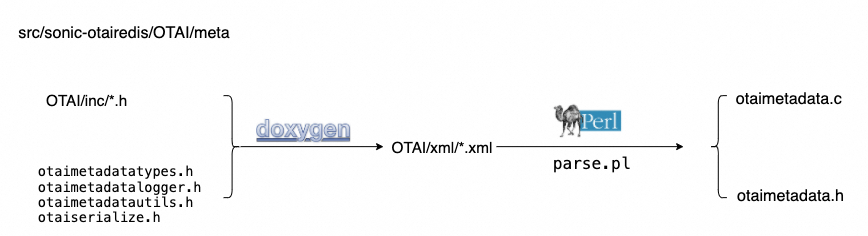 src/sonic-otairedis/OTAI/meta
OTAI/inc/*.h
otaimetadatatypes.h
otaimetadatalogger.h
otaimetadatautils.h
otaiserialize.h
doxygen
OTAI/xml/*.xml
Perl
parse.pl
otaimetadata.c
otaimetadata.h